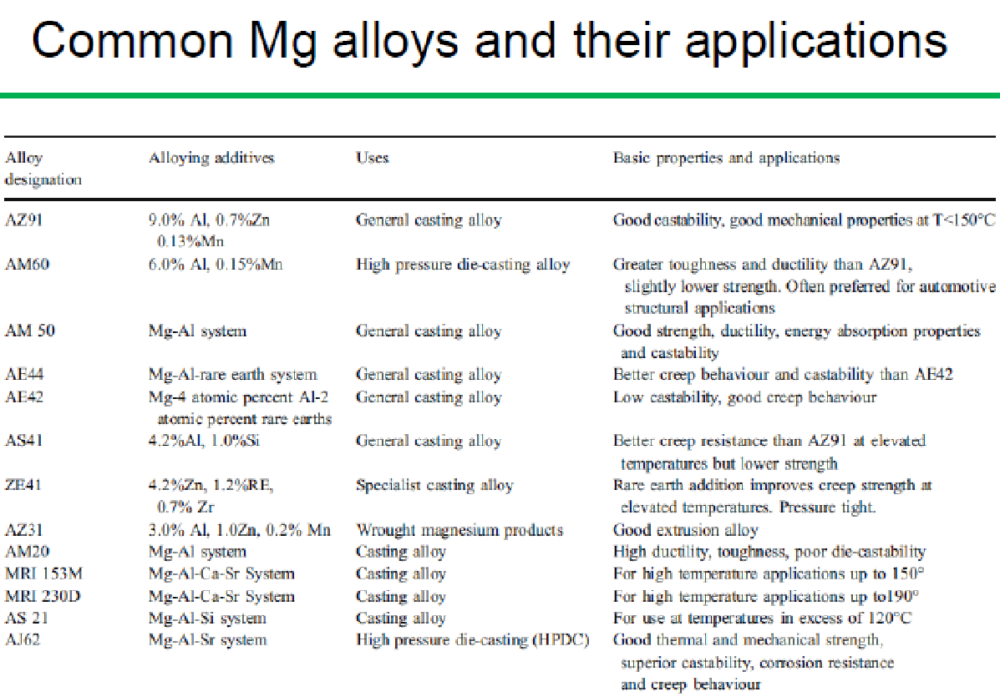 Common Mg alloys and their applications
Alloy designation Alloying additives Uses Basic properties and applications
AZ91 9.0% Al, 0.7%Zn General casting alloy Good castability, good mechanical properties at T<150°C
0.13%Mn
AM60 6.0% Al, 0.15%Mn High pressure die-casting alloy Greater toughness and ductility than AZ91,
slightly lower strength. Often preferred for automotive
structural applications
AM 50 Mg-Al system General casting alloy Good strength, ductility, energy absorption properties
and castability
AE44 Mg-Al-rare earth system General casting alloy Better creep behaviour and castability than AE42
AE42 Mg-4 atomic percent Al-2 General casting alloy Low castability, good creep behaviour
atomic percent rare earths
AS41 4.2%Al, 1.0%Si General casting alloy Better creep resistance than AZ91 at elevated
temperatures but lower strength
ZE41 4.2%Zn, 1.2%RE, Specialist casting alloy Rare earth addition improves creep strength at
0.7% Zr elevated temperatures. Pressure tight.
AZ31 3.0% Al, 1.0Zn, 0.2% Mn Wrought magnesium products Good extrusion alloy
AM20 Mg-Al system Casting alloy High ductility, toughness, poor die-castability
MRI 153M Mg-Al-Ca-Sr System Casting alloy For high temperature applications up to 150°
MRI 230D Mg-Al-Ca-Sr System Casting alloy For high temperature applications up to190°
AS 21 Mg-Al-Si system Casting alloy For use at temperatures in excess of 120°C
AJ62 Mg-Al-Sr system High pressure die-casting (HPDC) Good thermal and mechanical strength,
superior castability, corrosion resistance
and creep behaviour